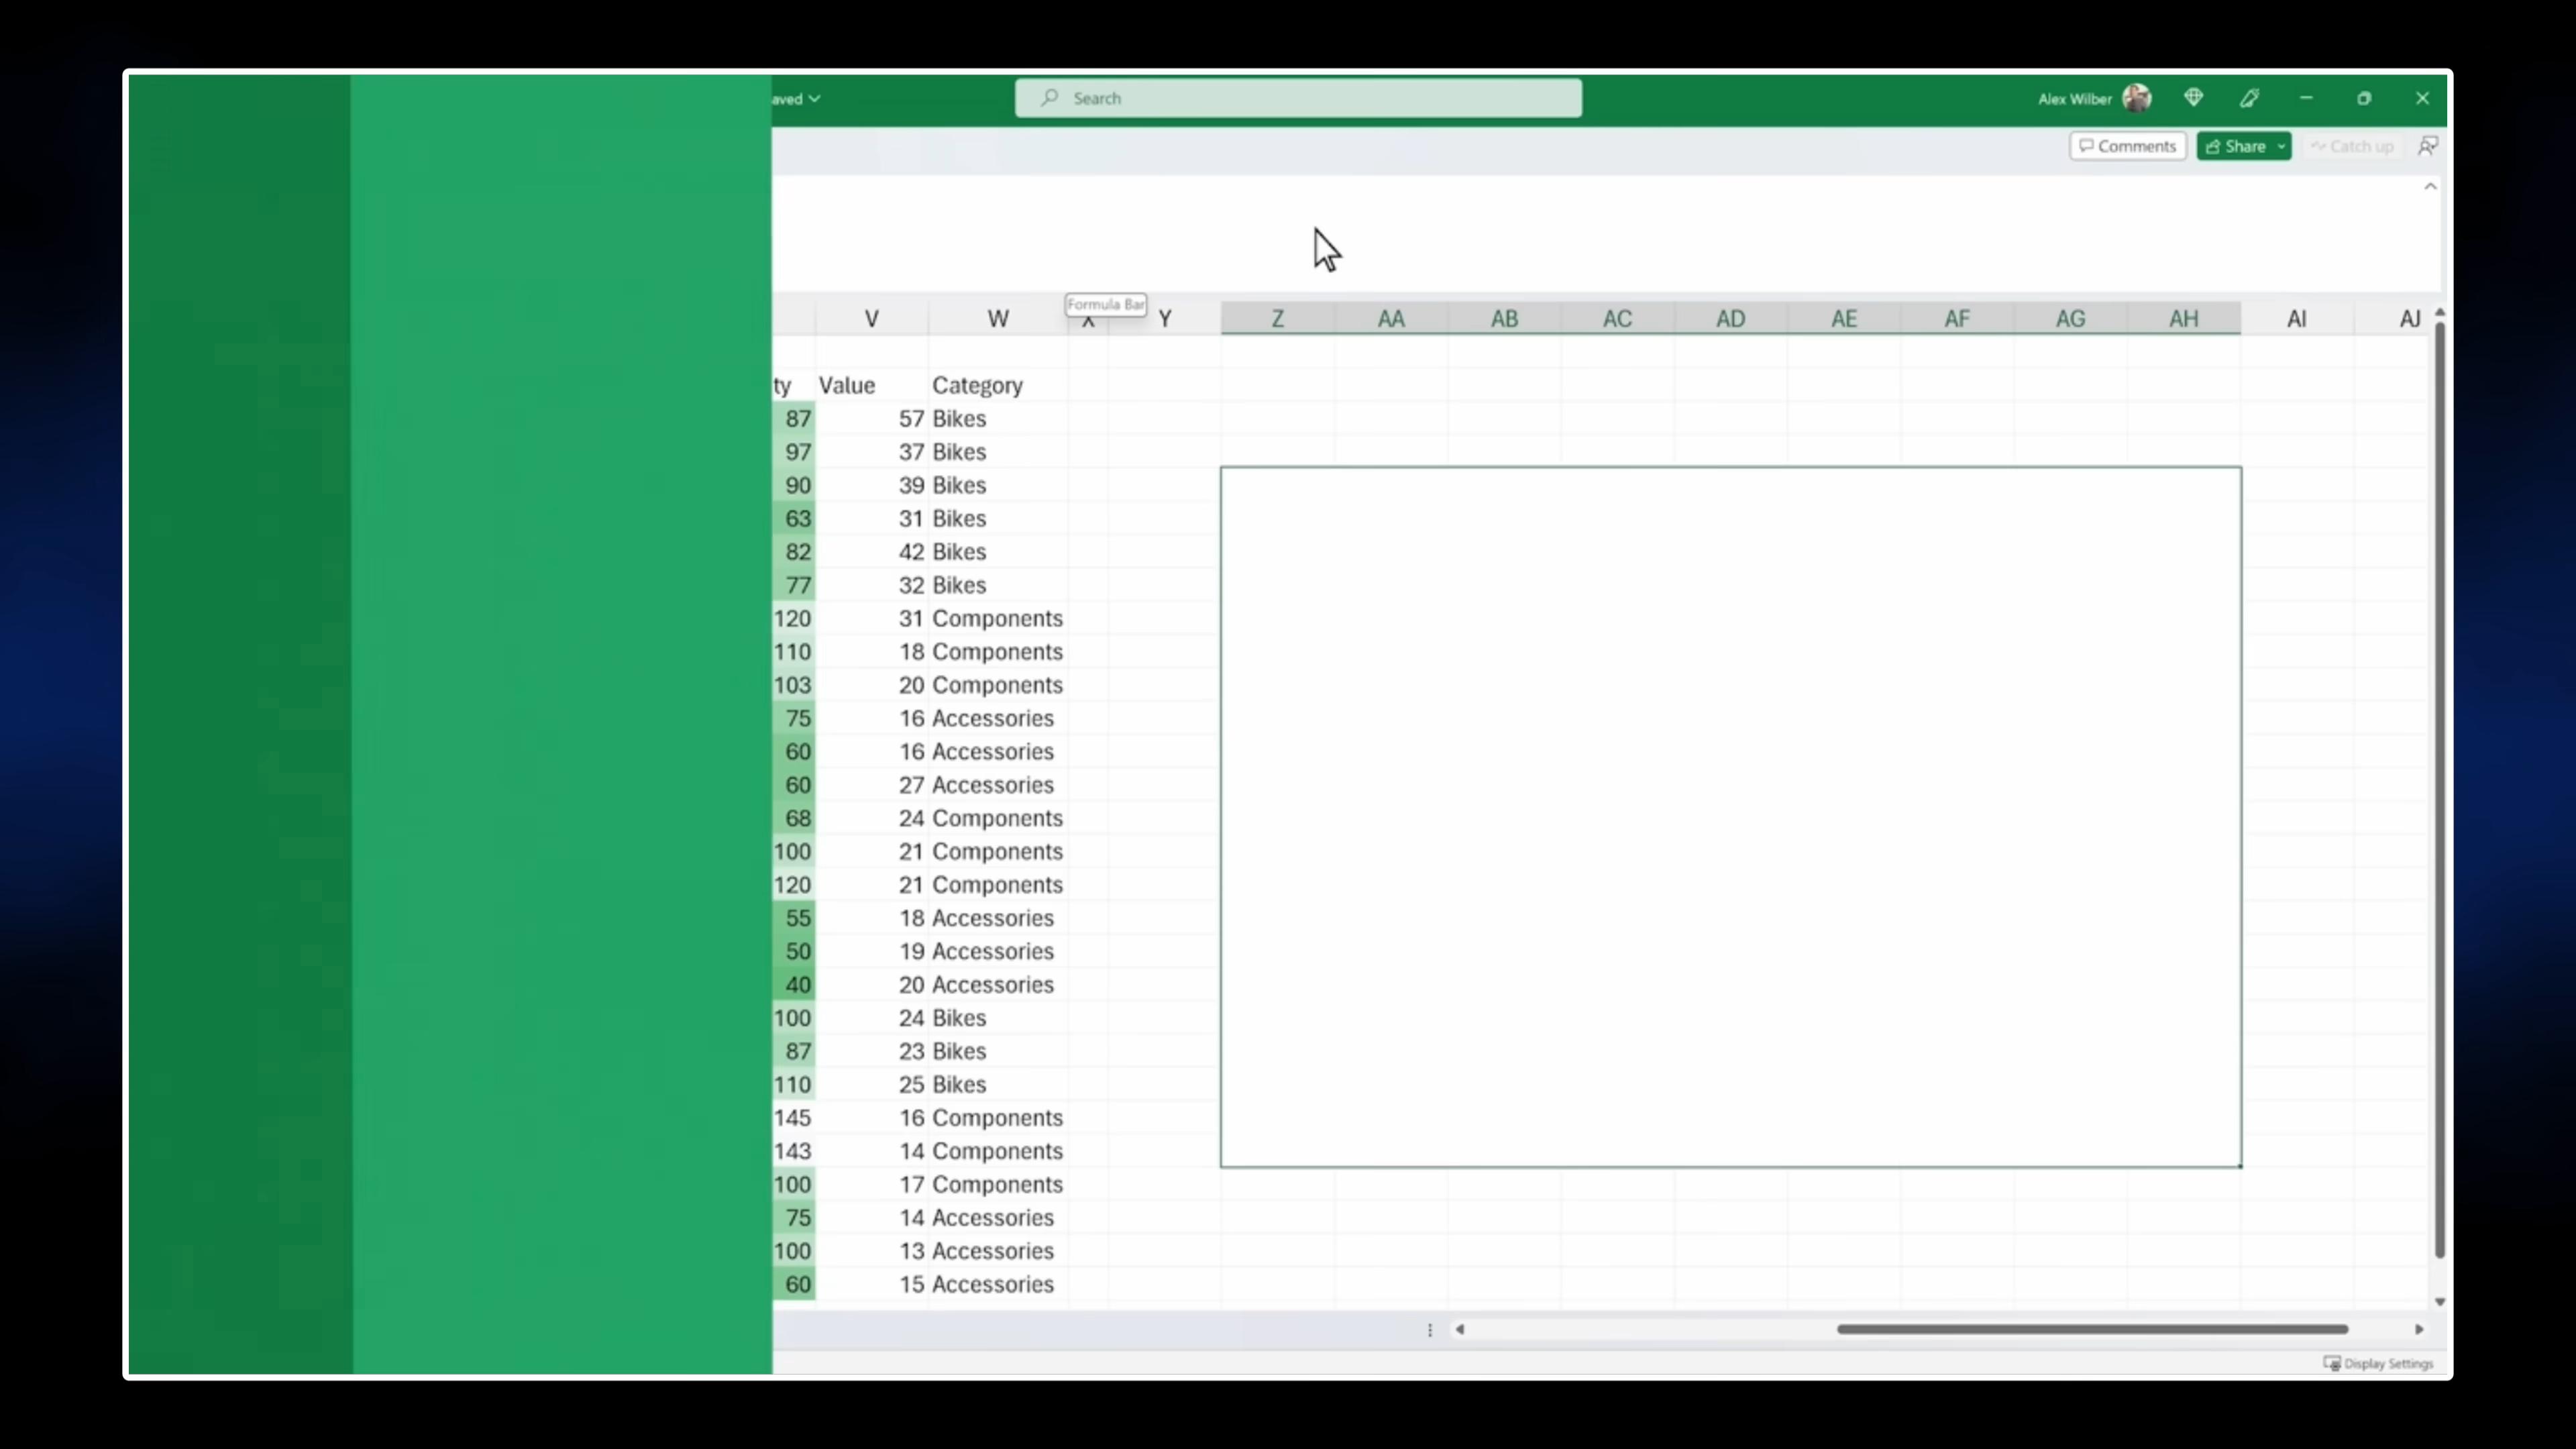 aved
Search
Alex Wilber
Comments
Share
Catch up
Formula Bar
V W X Y Z AA AB AC AD AE AF AG AH AI AJ
ty Value Category
87 57 Bikes
97 37 Bikes
90 39 Bikes
63 31 Bikes
82 42 Bikes
77 32 Bikes
120 31 Components
110 18 Components
103 20 Components
75 16 Accessories
60 16 Accessories
60 27 Accessories
68 24 Components
100 21 Components
120 21 Components
55 18 Accessories
50 19 Accessories
40 20 Accessories
100 24 Bikes
87 23 Bikes
110 25 Bikes
145 16 Components
143 14 Components
100 17 Components
75 14 Accessories
100 13 Accessories
60 15 Accessories
Display Settings